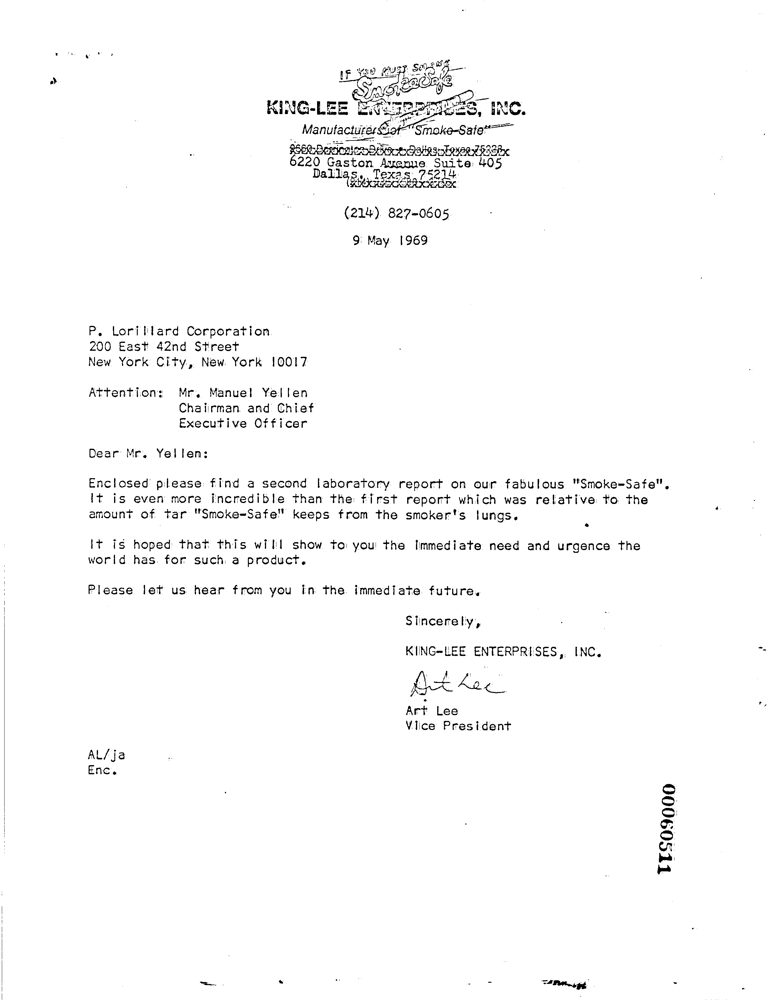 IF YOU MUST SMOKE
SmokeSafe
KING-LEE ENTERPRISES, INC.
Manufacturers of "Smoke-Safe"
6220 Gaston Avenue Suite 405
Dallas, Texas 75214
(214) 827-0605
9 May 1969
P. Lorillard Corporation
200 East 42nd Street
New York City, New York 10017
Attention: Mr. Manuel Yellen
Chairman and Chief
Executive Officer
Dear Mr. Yellen:
Enclosed please find a second laboratory report on our fabulous "Smoke-Safe".
It is even more incredible than the first report which was relative to the
amount of tar "Smoke-Safe" keeps from the smoker's lungs.
It is hoped that this will show to you the immediate need and urgence the
world has for such a product.
Please let us hear from you in the immediate future.
Sincerely,
KING-LEE ENTERPRISES, INC.
Art Lee
Art Lee
Vice President
AL/ja
Enc.
00060511